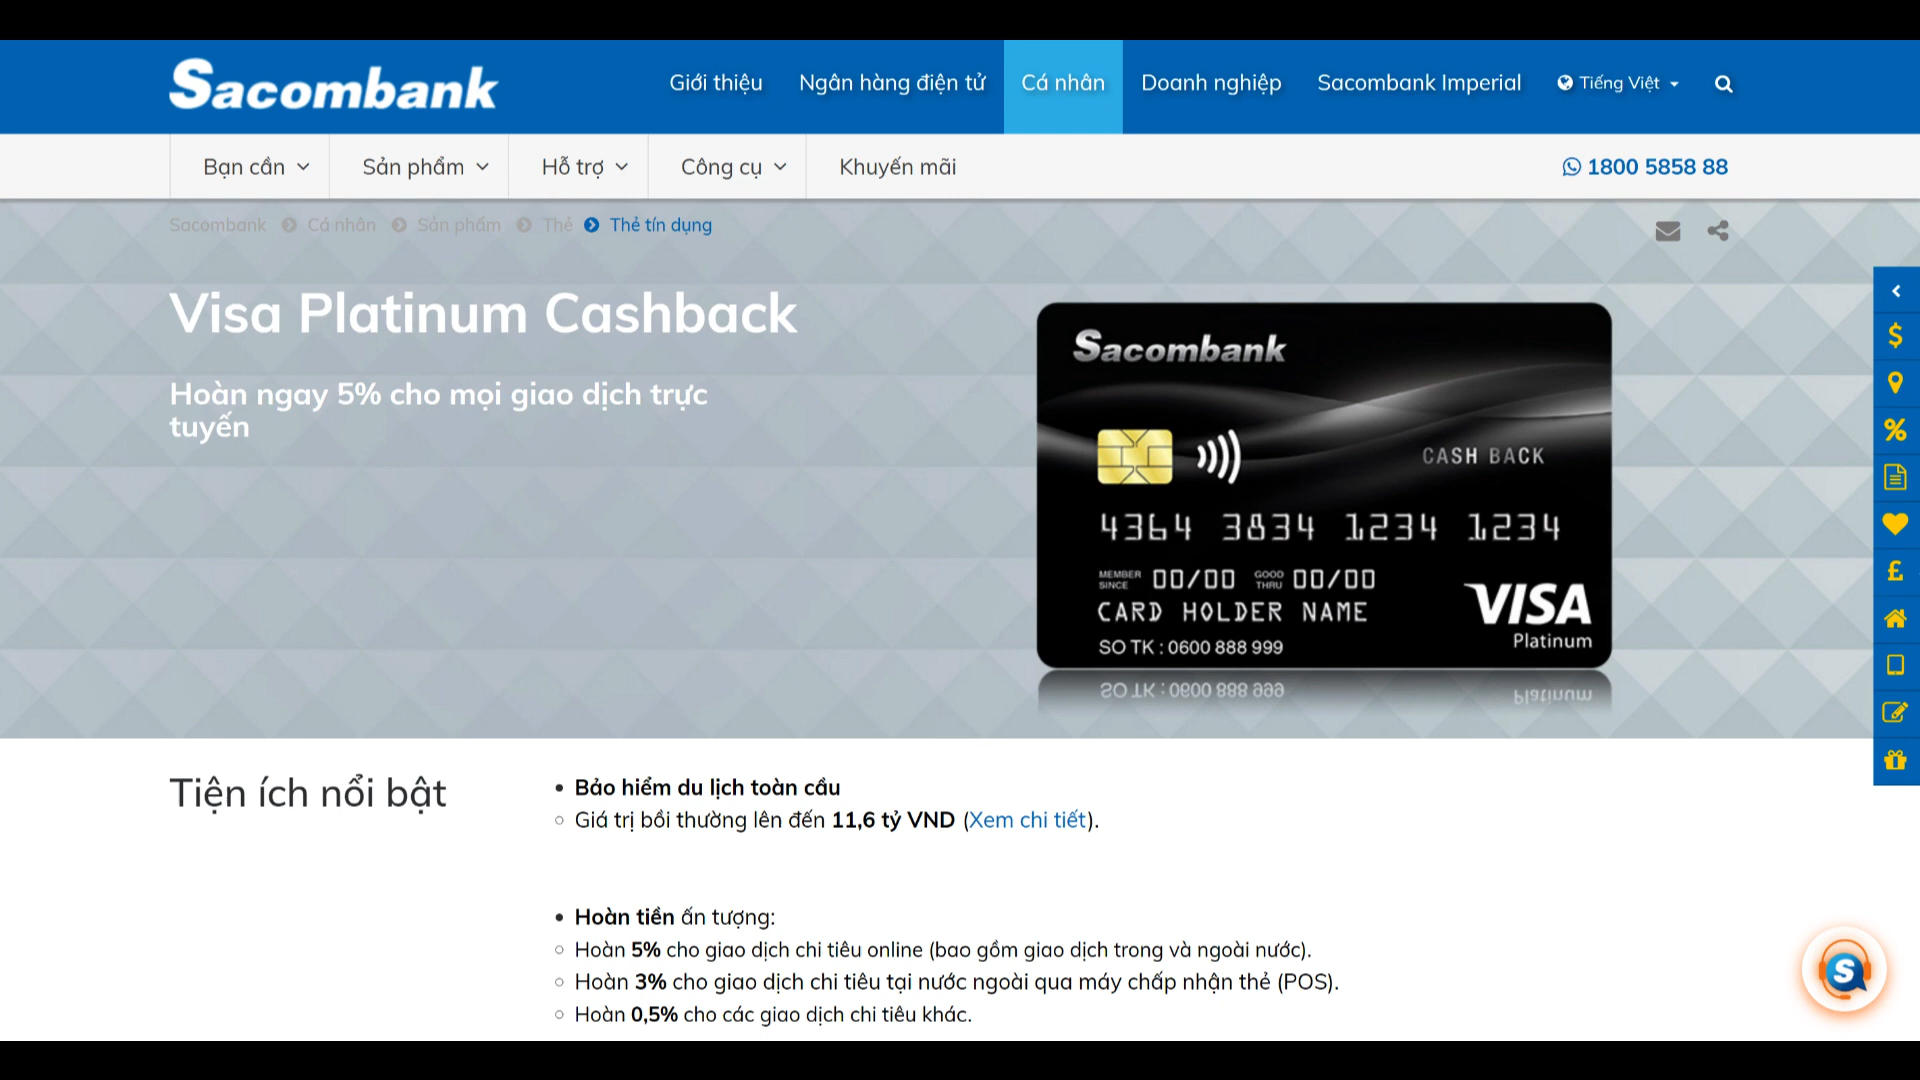 Sacombank
Giới thiệu
Ngân hàng điện tử
Cá nhân
Doanh nghiệp
Sacombank Imperial
Tiếng Việt
Bạn cần
Sản phẩm
Hỗ trợ
Công cụ
Khuyến mãi
1800 5858 88
Sacombank Cá nhân Sản phẩm Thẻ Thẻ tín dụng
Visa Platinum Cashback
Hoàn ngay 5% cho mọi giao dịch trực
tuyến
Sacombank
CASH BACK
4364 3834 1234 1234
MEMBER SINCE 00/00 GOOD THRU 00/00
CARD HOLDER NAME
VISA
Platinum
SO TK : 0600 888 999
Tiện ích nổi bật
Bảo hiểm du lịch toàn cầu
Giá trị bồi thường lên đến 11,6 tỷ VND (Xem chi tiết).
Hoàn tiền ấn tượng:
Hoàn 5% cho giao dịch chi tiêu online (bao gồm giao dịch trong và ngoài nước).
Hoàn 3% cho giao dịch chi tiêu tại nước ngoài qua máy chấp nhận thẻ (POS).
Hoàn 0,5% cho các giao dịch chi tiêu khác.